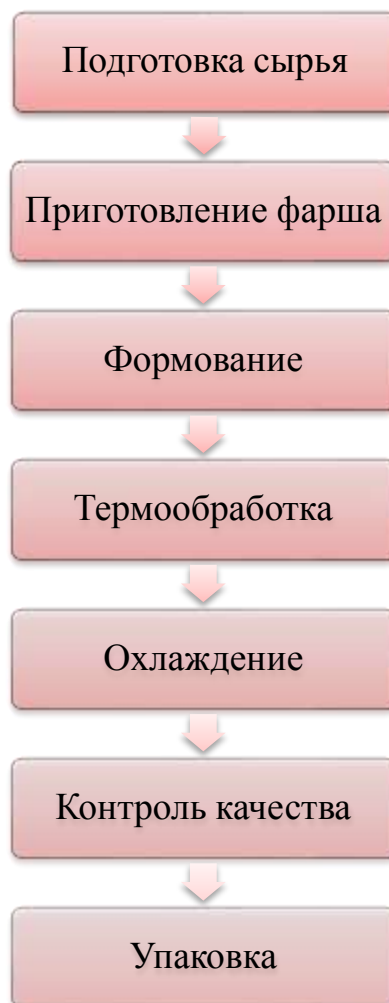 Подготовка сырья
Приготовление фарша
Формование
Термообработка
Охлаждение
Контроль качества
Упаковка